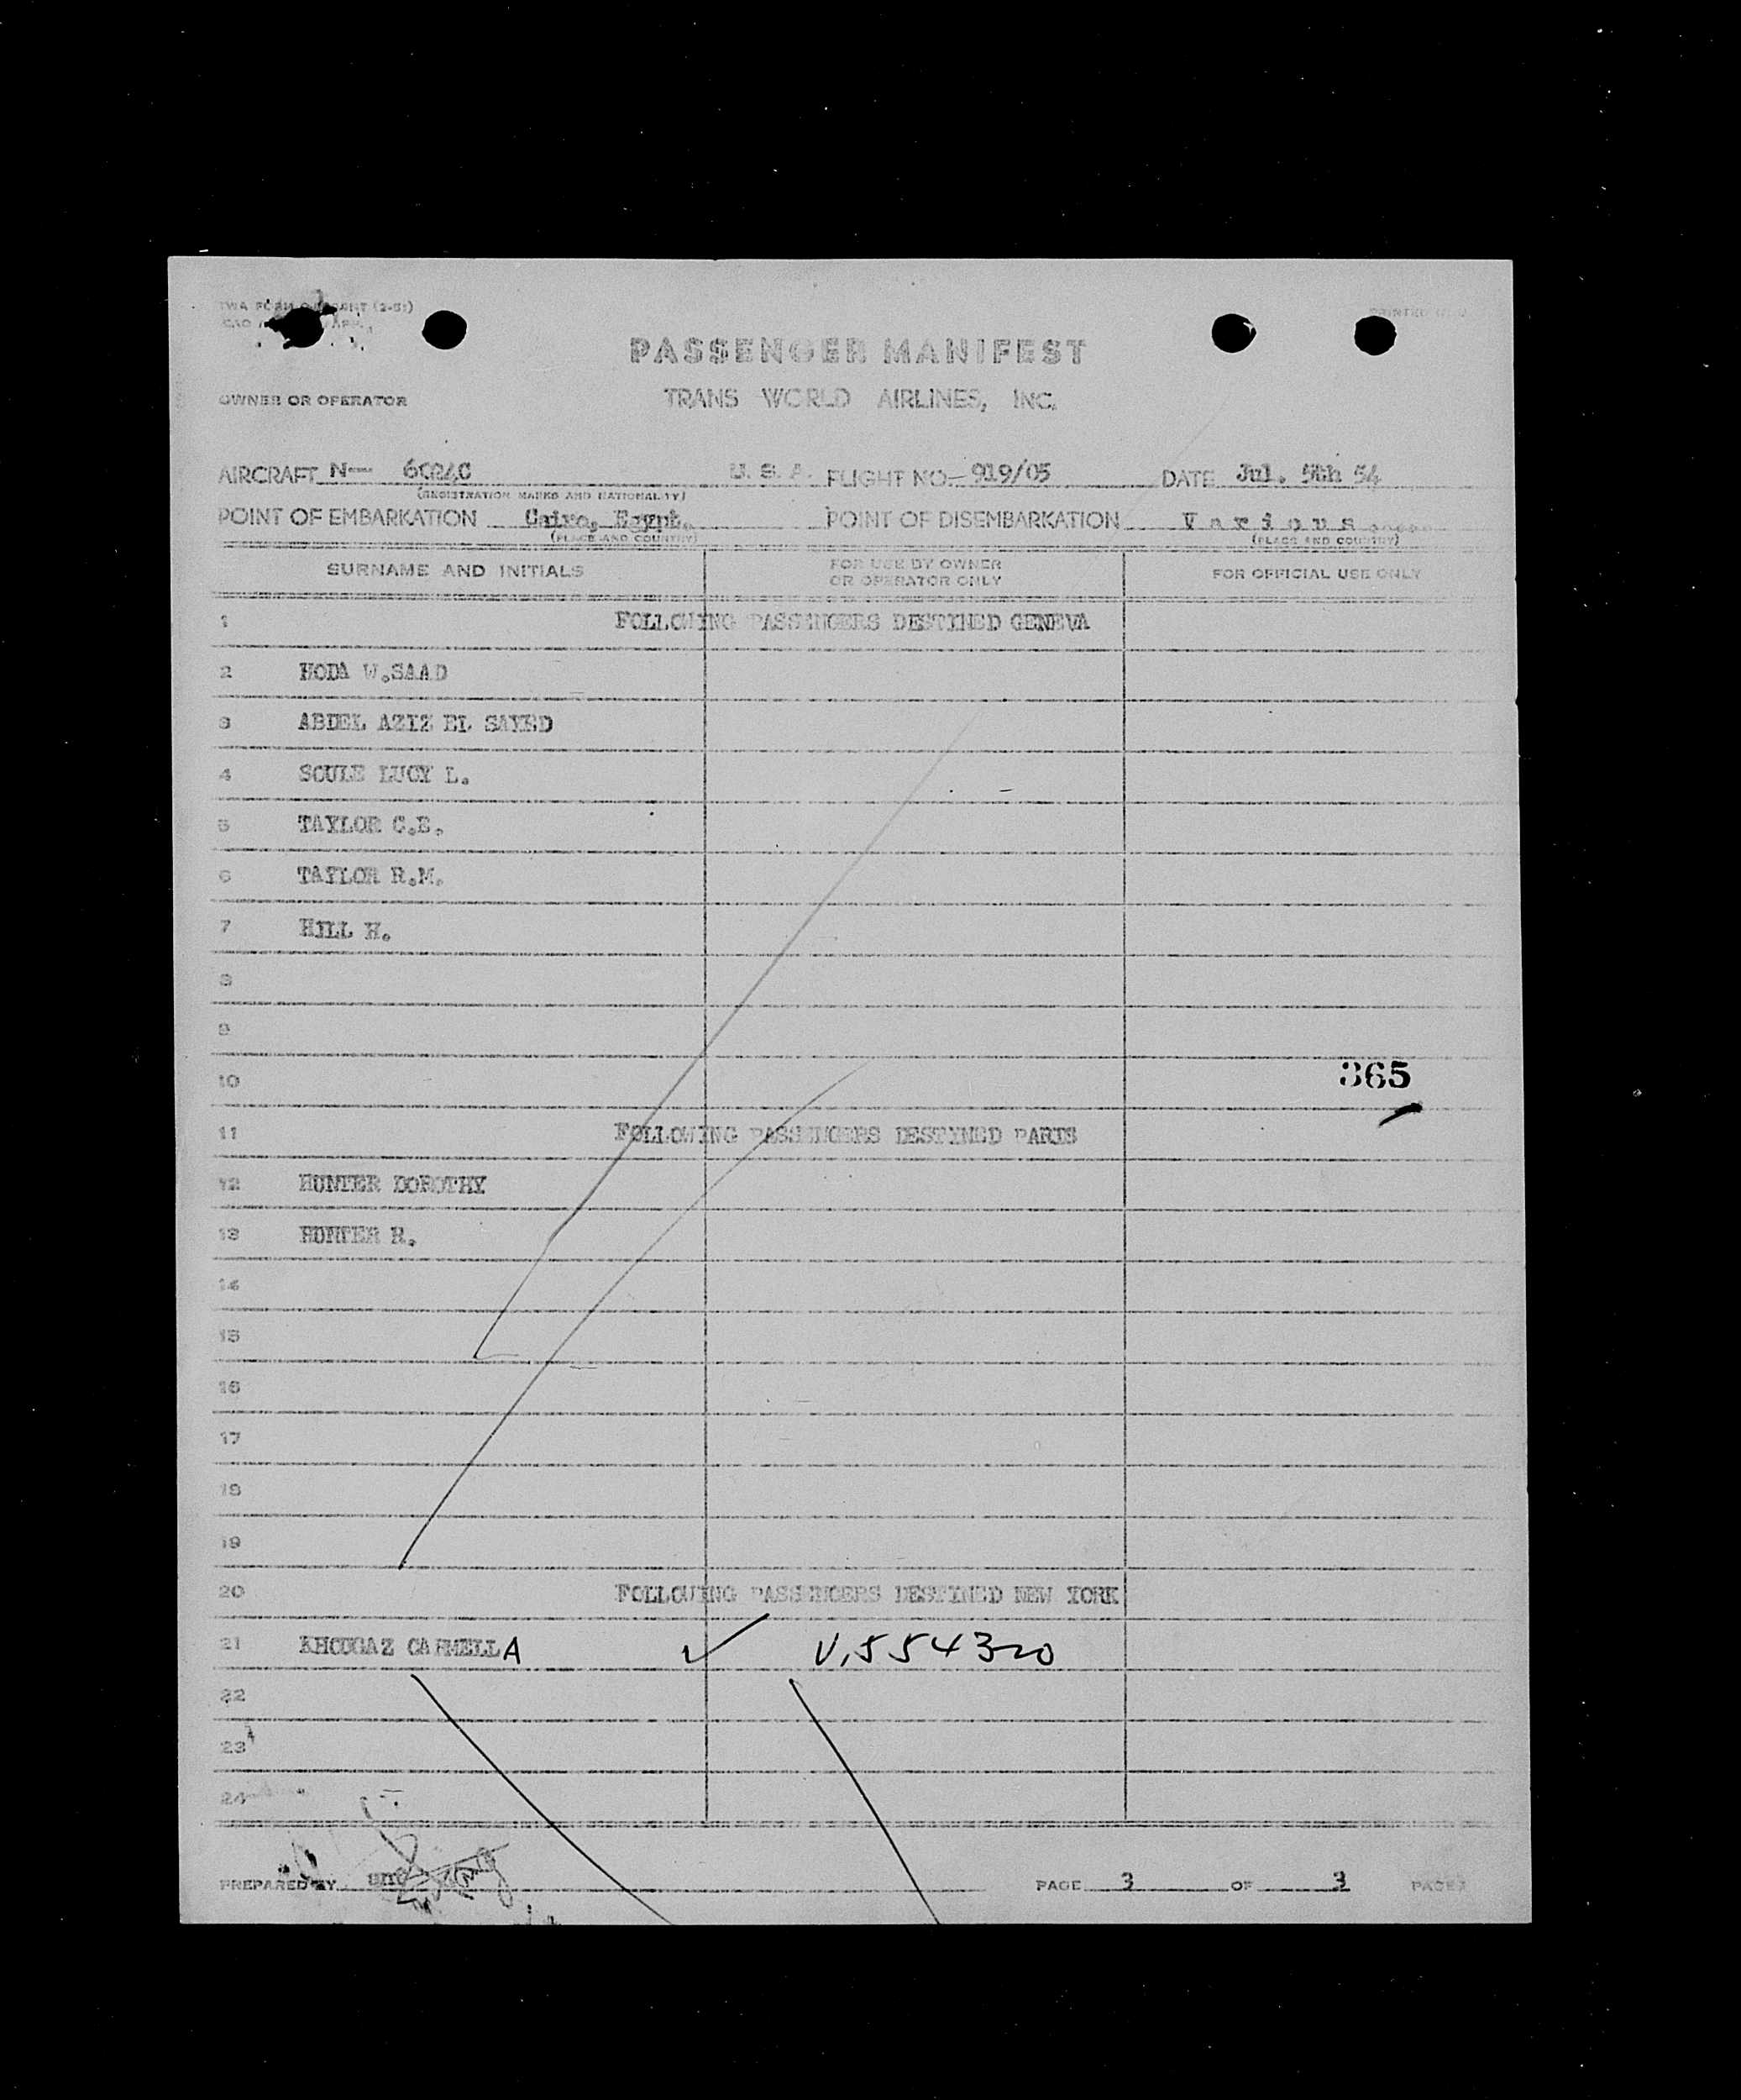 PASSENGER MANIFEST
OWNER OR OPERATOR TRANS WORLD AIRLINES, INC.
AIRCRAFT N- U. S. A. FLIGHT NO- 919/05 DATE Jul. 5th 54
(REGISTRATION MARKS AND NATIONALITY)
POINT OF EMBARKATION Cairo, Egypt. POINT OF DISEMBARKATION Various
(PLACE AND COUNTRY) (PLACE AND COUNTRY)
SURNAME AND INITIALS FOR USE BY OWNER OR OPERATOR ONLY FOR OFFICIAL USE ONLY
1 FOLLOWING PASSENGERS DESTINED GENEVA
2 HODA W.SAAD
3 ABDEL AZIZ EL SAYED
4 SOULE LUCY L.
5 TAYLOR C.E.
6 TAYLOR R.M.
7 HILL H.
8
9
10 365
11 FOLLOWING PASSENGERS DESTINED PARIS
12 HUNTER DOROTHY
13 HUNTER H.
14
15
16
17
18
19
20 FOLLOWING PASSENGERS DESTINED NEW YORK
21 KHOUGAZ CARMELLA ✓ V,554320
22
23
24
PREPARED BY PAGE 3 OF 3 PAGES